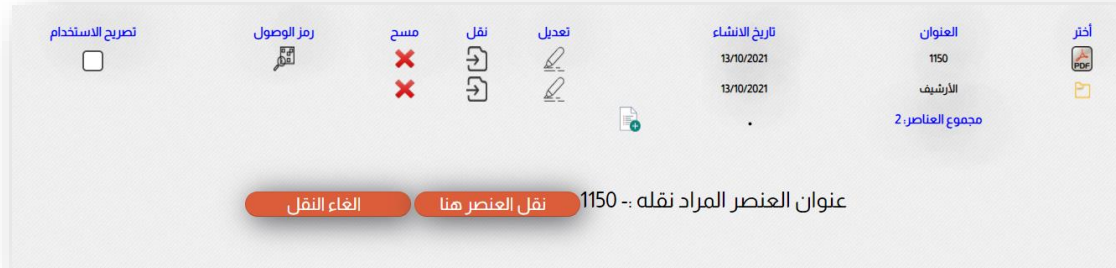 أختر العنوان تاريخ الانشاء تعديل نقل مسح رمز الوصول تصريح الاستخدام
PDF 1150 13/10/2021
الأرشيف 13/10/2021
مجموع العناصر: 2 .
عنوان العنصر المراد نقله :- 1150 نقل العنصر هنا الغاء النقل